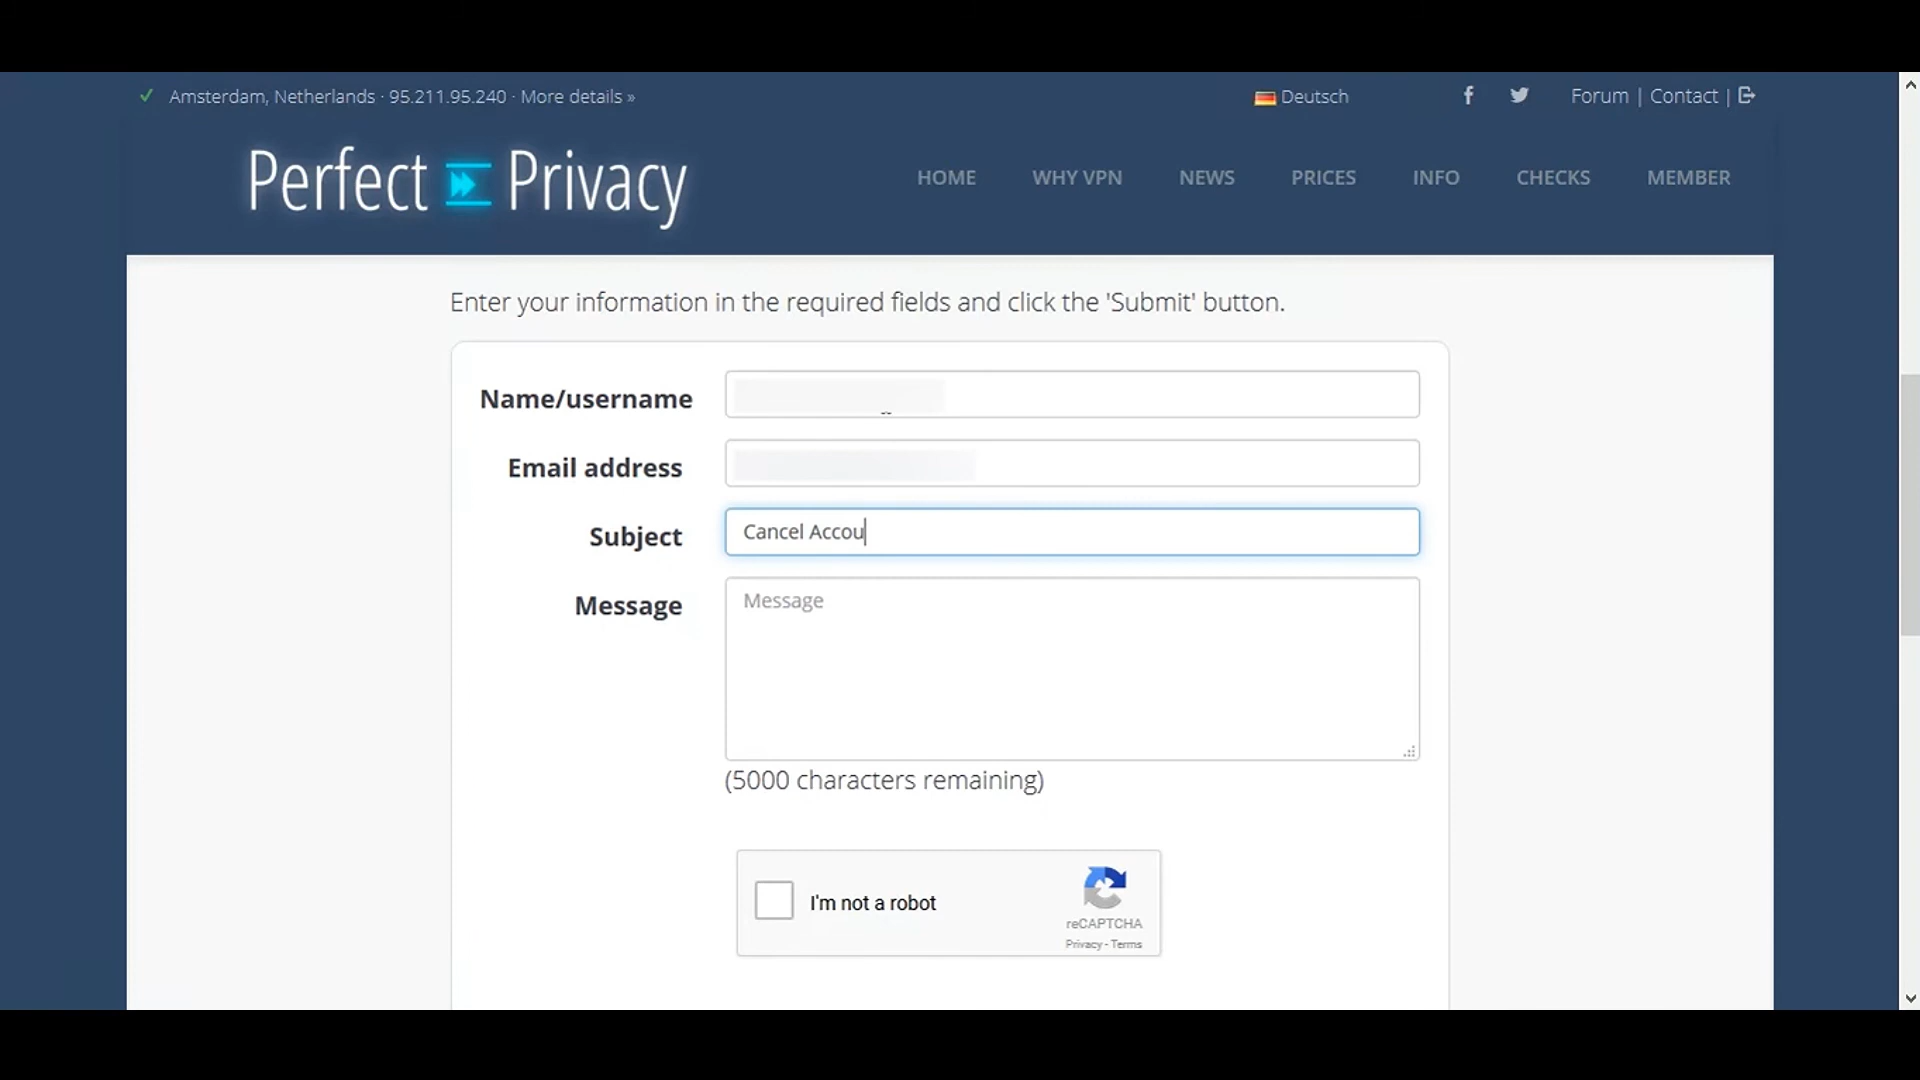 Amsterdam, Netherlands · 95.211.95.240 · More details »
Deutsch
Forum | Contact |
Perfect Privacy
HOME WHY VPN NEWS PRICES INFO CHECKS MEMBER
Enter your information in the required fields and click the 'Submit' button.
Name/username
Email address
Subject Cancel Accou
Message Message
(5000 characters remaining)
I'm not a robot
reCAPTCHA
Privacy - Terms